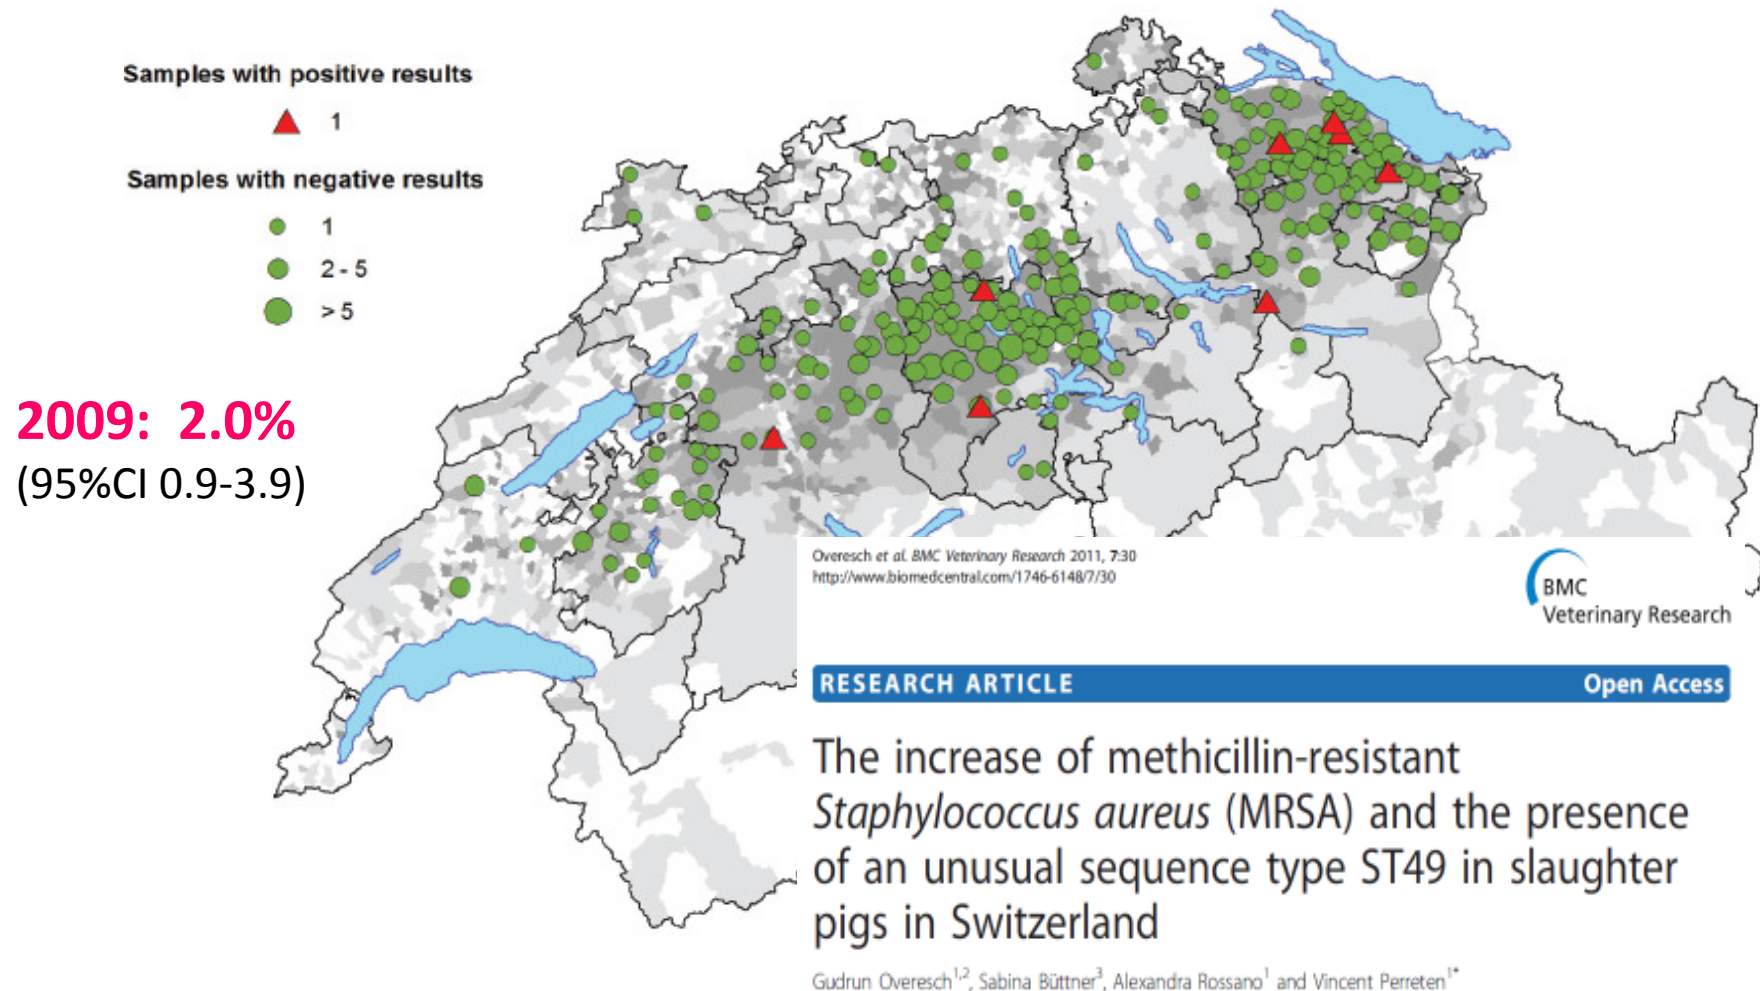 Samples with positive results
1
Samples with negative results
1
2 - 5
> 5
2009: 2.0%
(95%CI 0.9-3.9)
Overesch et al. BMC Veterinary Research 2011, 7:30
http://www.biomedcentral.com/1746-6148/7/30
BMC
Veterinary Research
RESEARCH ARTICLE Open Access
The increase of methicillin-resistant
Staphylococcus aureus (MRSA) and the presence
of an unusual sequence type ST49 in slaughter
pigs in Switzerland
Gudrun Overesch1,2, Sabina Büttner3, Alexandra Rossano1 and Vincent Perreten1*